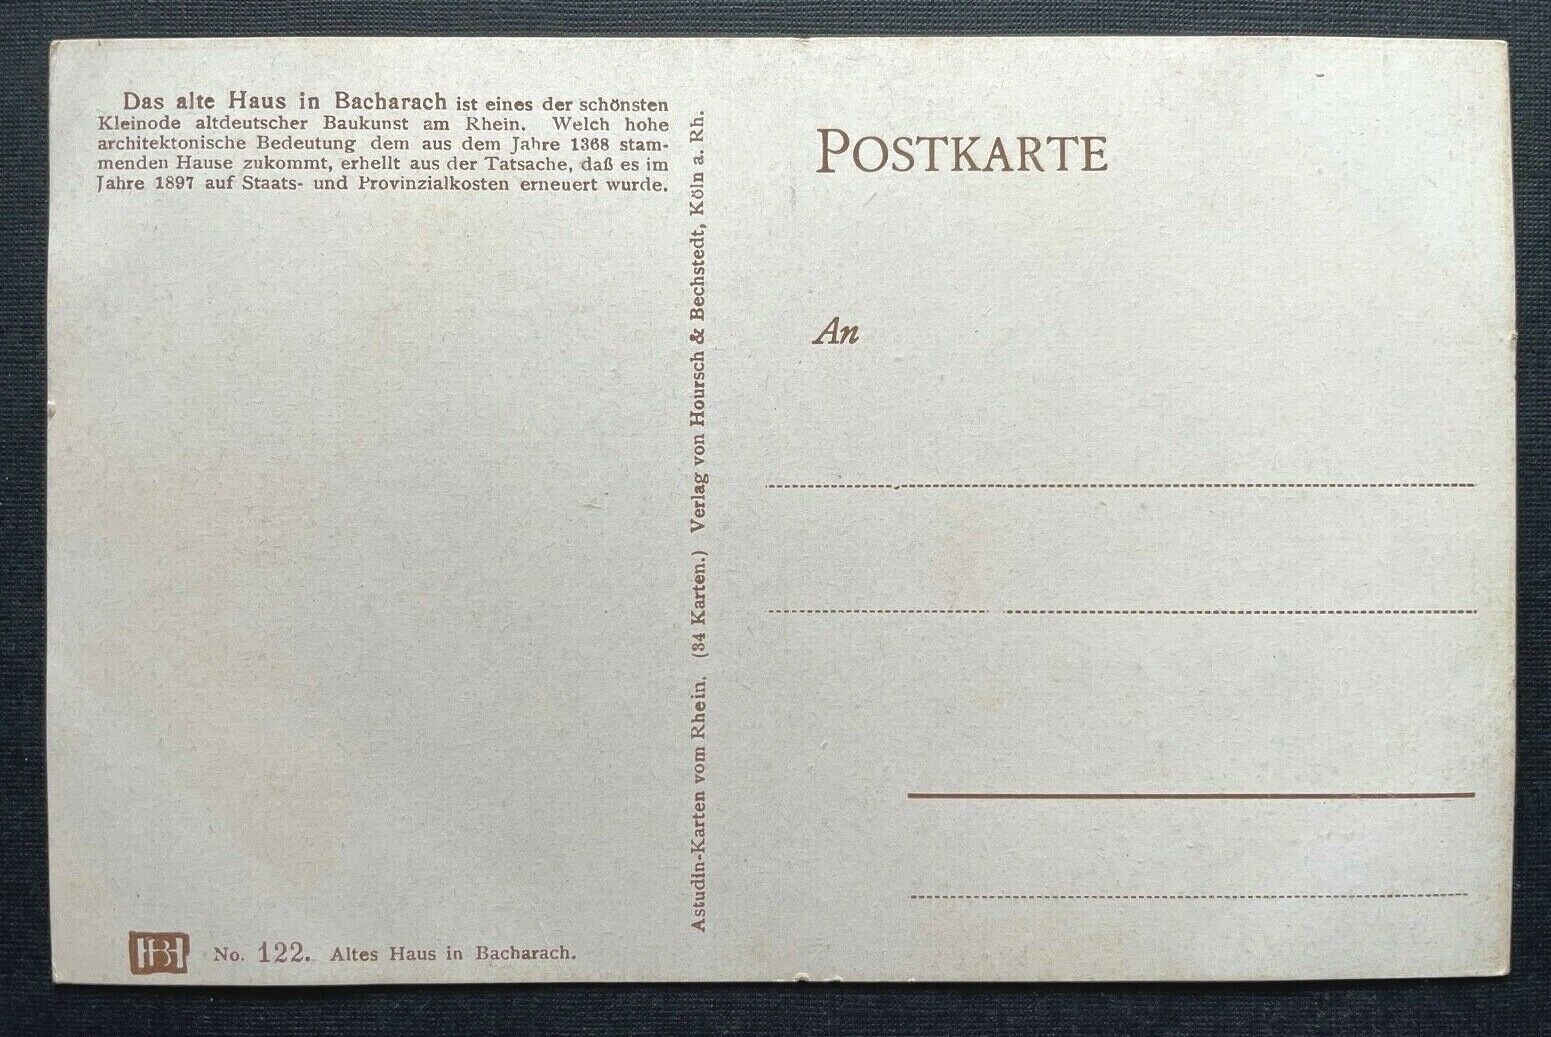 Das alte Haus in Bacharach ist eines der schönsten
Kleinode altdeutscher Baukunst am Rhein. Welch hohe
architektonische Bedeutung dem aus dem Jahre 1368 stam-
menden Hause zukommt, erhellt aus der Tatsache, daß es im
Jahre 1897 auf Staats- und Provinzialkosten erneuert wurde.
No. 122. Altes Haus in Bacharach.
Astudin-Karten vom Rhein. (34 Karten.) Verlag von Hoursch & Bechstedt, Köln a. Rh.
POSTKARTE
An